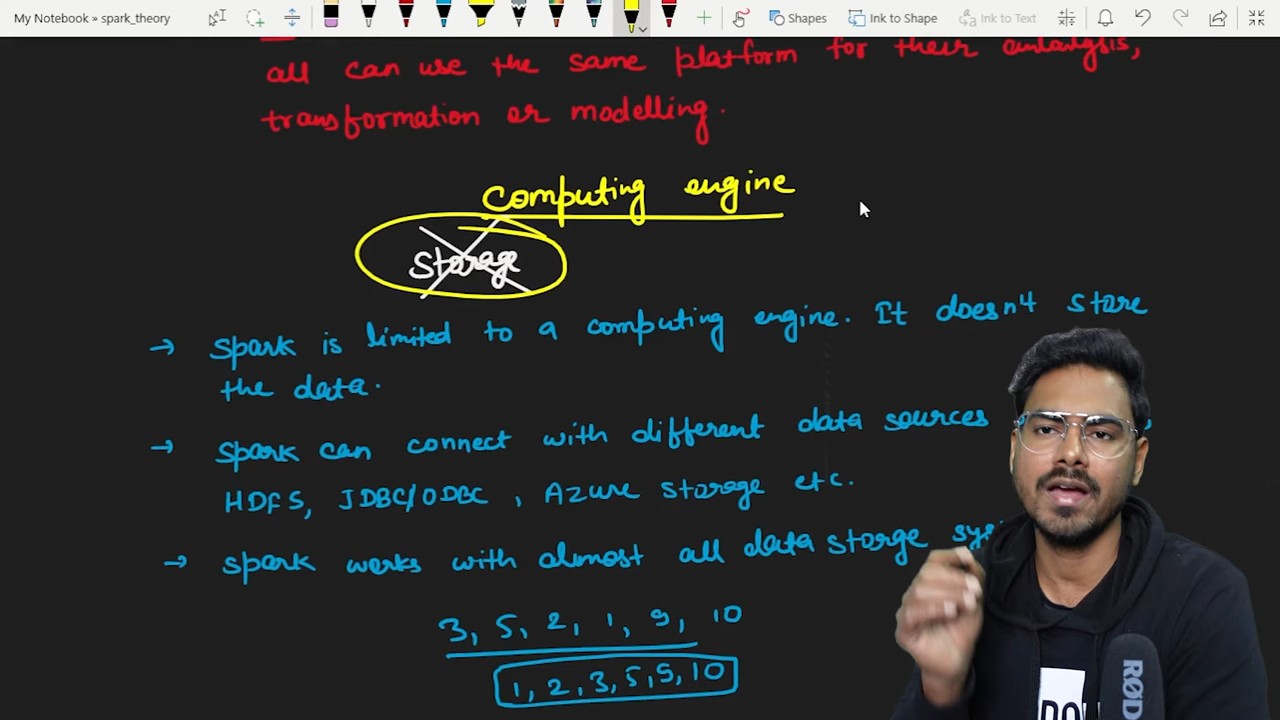 My Notebook » spark_theory
Shapes Ink to Shape Ink to Text
all can use the same platform for their analysis,
transformation or modelling.
computing engine
Storage
→ spark is limited to a computing engine. It doesn4 store
the data.
→ spark can connect with different data sources
HDFS, JDBC/ODBC, Azure storage etc.
→ spark works with almost all data storge
3, 5, 2, 1, 9, 10
1, 2, 3, 5, 9, 10
RØD